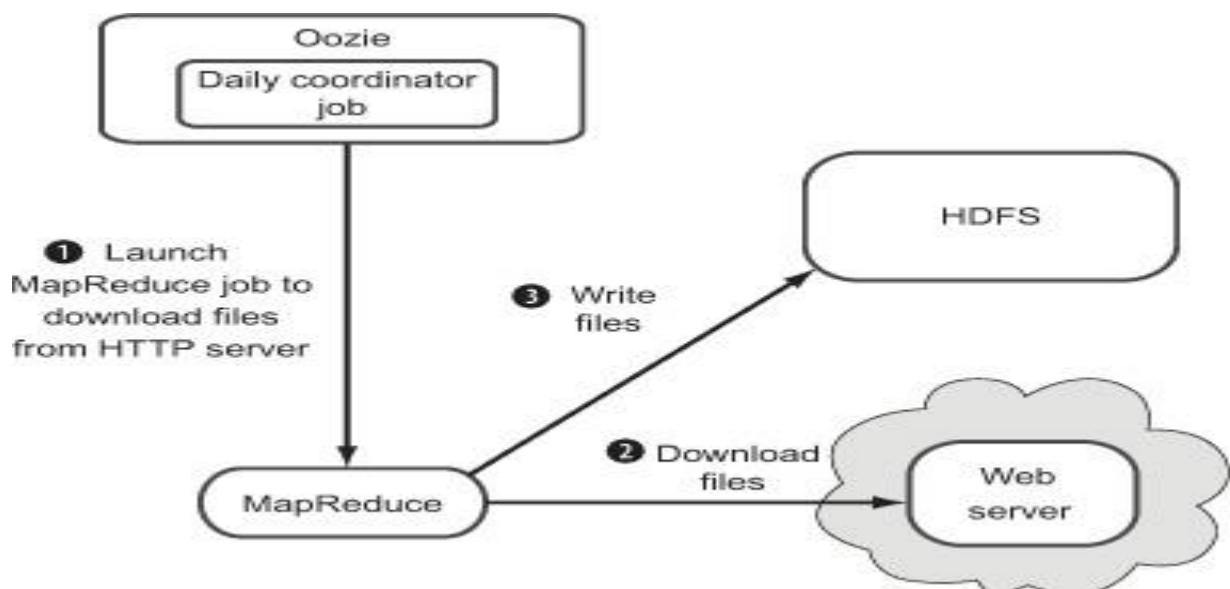 Oozie
Daily coordinator
job
❶ Launch
MapReduce job to
download files
from HTTP server
HDFS
❸ Write
files
❷ Download
files
MapReduce
Web
server